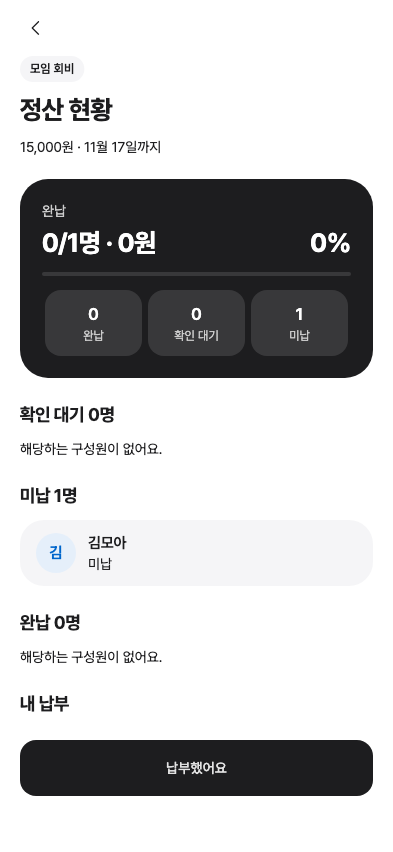 모임 회비
정산 현황
15,000원 · 11월 17일까지
완납
0/1명 · 0원 0%
0 0 1
완납 확인 대기 미납
확인 대기 0명
해당하는 구성원이 없어요.
미납 1명
김 김모아
미납
완납 0명
해당하는 구성원이 없어요.
내 납부
납부했어요